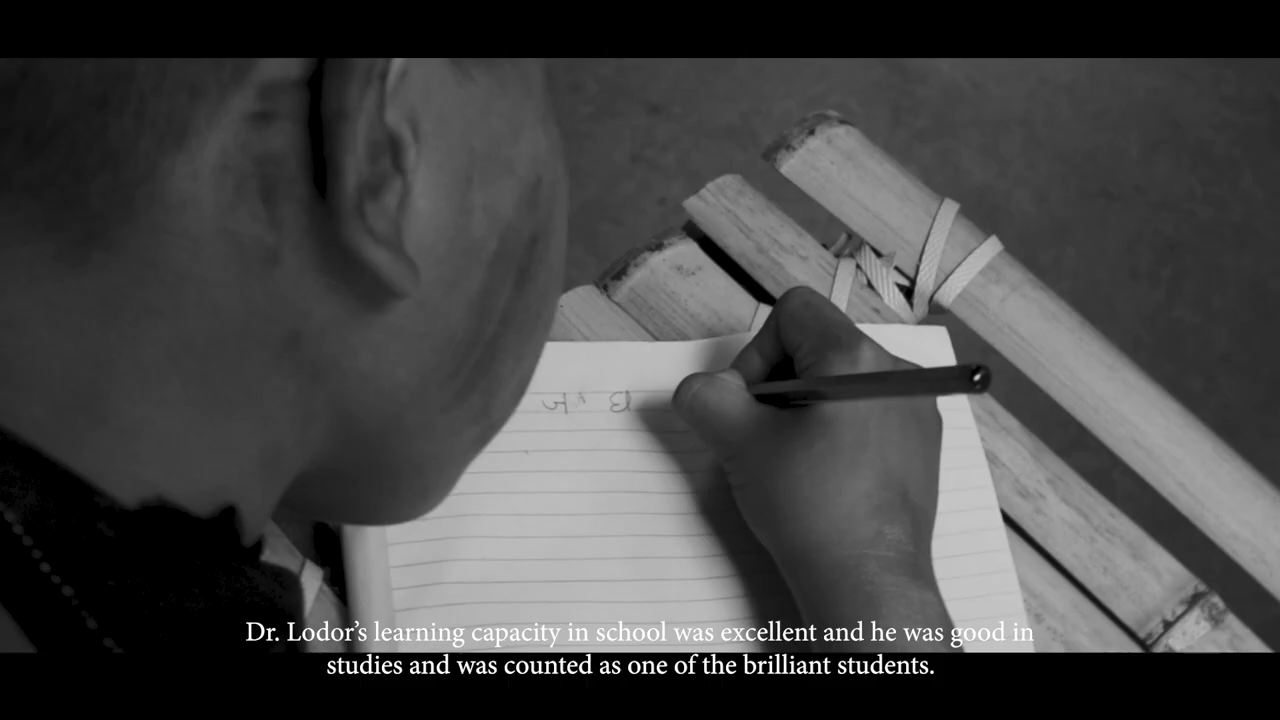 Dr. Lodor's learning capacity in school was excellent and he was good in
studies and was counted as one of the brilliant students.